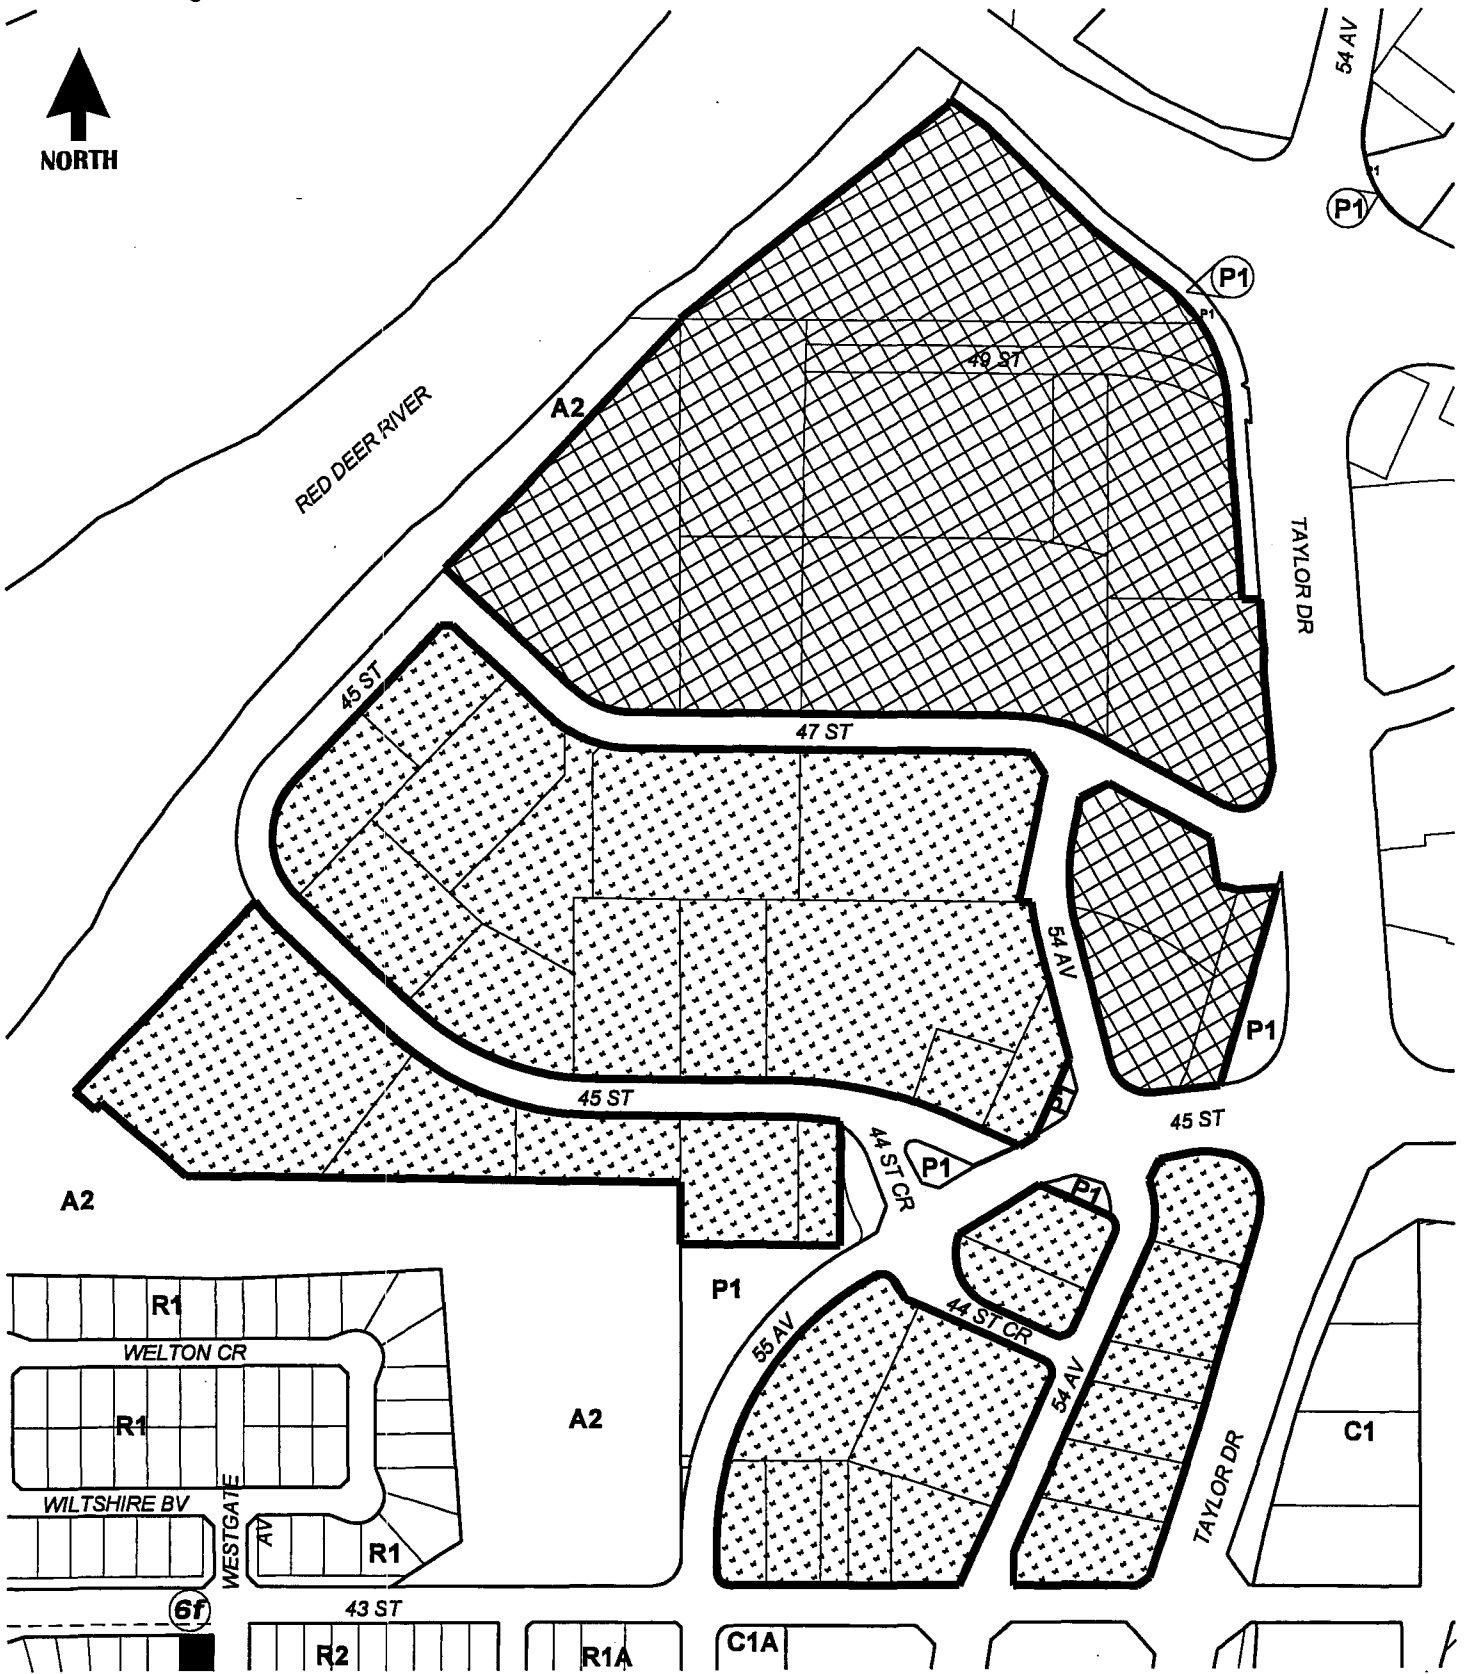 54 AV
NORTH
P1
P1
P1
49 ST
A2
RED DEER RIVER
TAYLOR DR
45 ST
47 ST
54 AV
P1
P1
45 ST
45 ST
44 ST CR
P1
P1
A2
P1
R1
44 ST CR
55 AV
WELTON CR
54 AV
A2
R1
C1
TAYLOR DR
WILTSHIRE BV
WESTGATE
AV
R1
6f
43 ST
R2
R1A
C1A